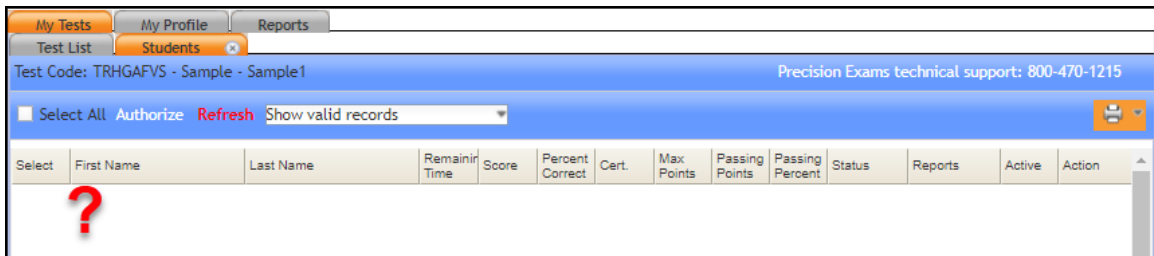 My Tests My Profile Reports
Test List Students
Test Code: TRHGAFVS - Sample - Sample1 Precision Exams technical support: 800-470-1215
Select All Authorize Refresh Show valid records
Select First Name Last Name Remainin Time Score Percent Correct Cert. Max Points Passing Points Passing Percent Status Reports Active Action
?